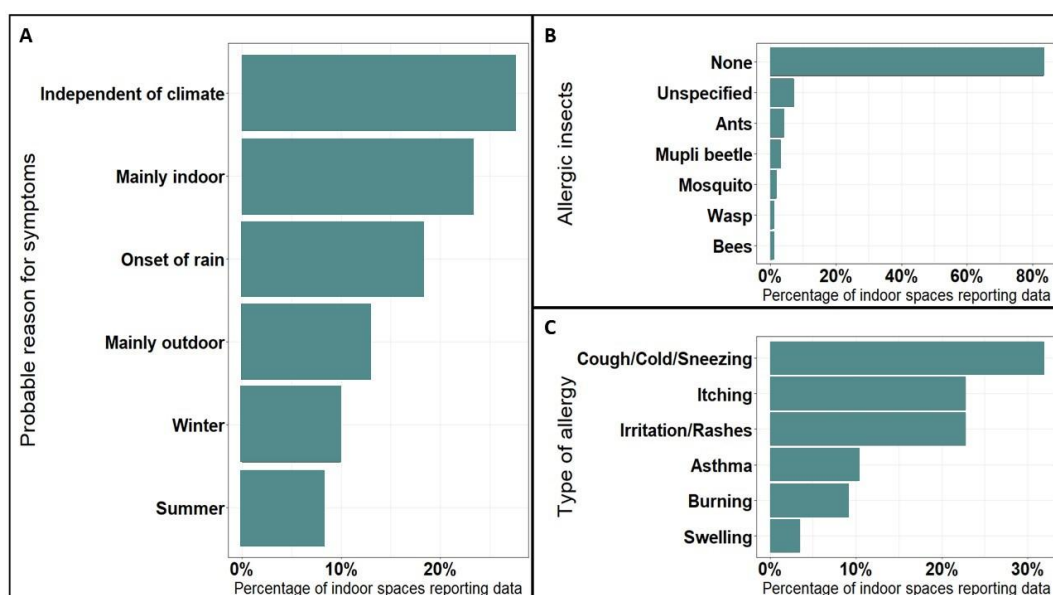 A
Probable reason for symptoms
Independent of climate
Mainly indoor
Onset of rain
Mainly outdoor
Winter
Summer
0% 10% 20%
Percentage of indoor spaces reporting data
B
Allergic insects
None
Unspecified
Ants
Mupli beetle
Mosquito
Wasp
Bees
0% 20% 40% 60% 80%
Percentage of indoor spaces reporting data
C
Type of allergy
Cough/Cold/Sneezing
Itching
Irritation/Rashes
Asthma
Burning
Swelling
0% 10% 20% 30%
Percentage of indoor spaces reporting data